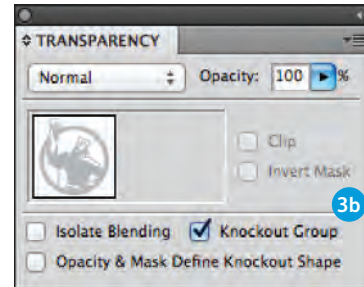 TRANSPARENCY
Normal Opacity: 100 %
Clip
Invert Mask
3b
Isolate Blending Knockout Group
Opacity & Mask Define Knockout Shape